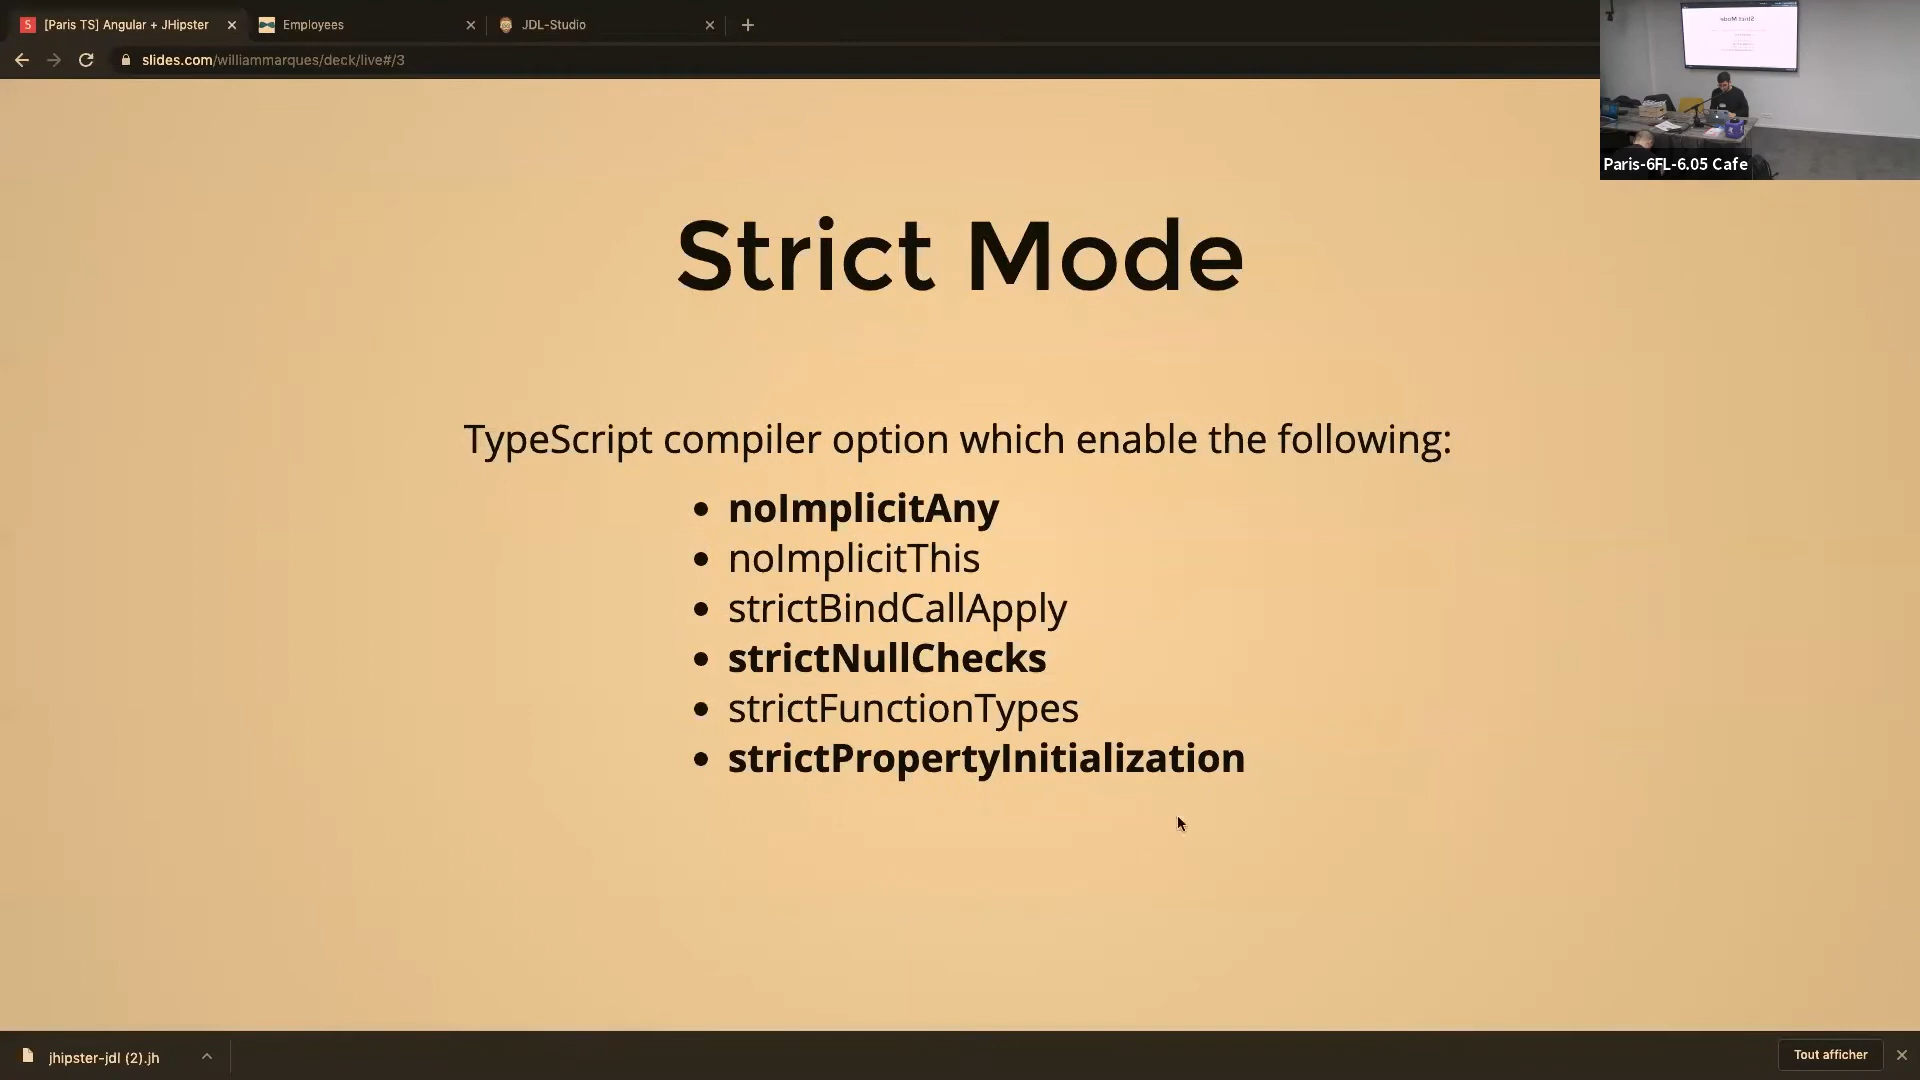 [Paris TS] Angular + JHipster
Employees
JDL-Studio
slides.com/williammarques/deck/live#/3
Strict Mode
Paris-6FL-6.05 Cafe
Strict Mode
TypeScript compiler option which enable the following:
• noImplicitAny
• noImplicitThis
• strictBindCallApply
• strictNullChecks
• strictFunctionTypes
• strictPropertyInitialization
jhipster-jdl (2).jh
Tout afficher